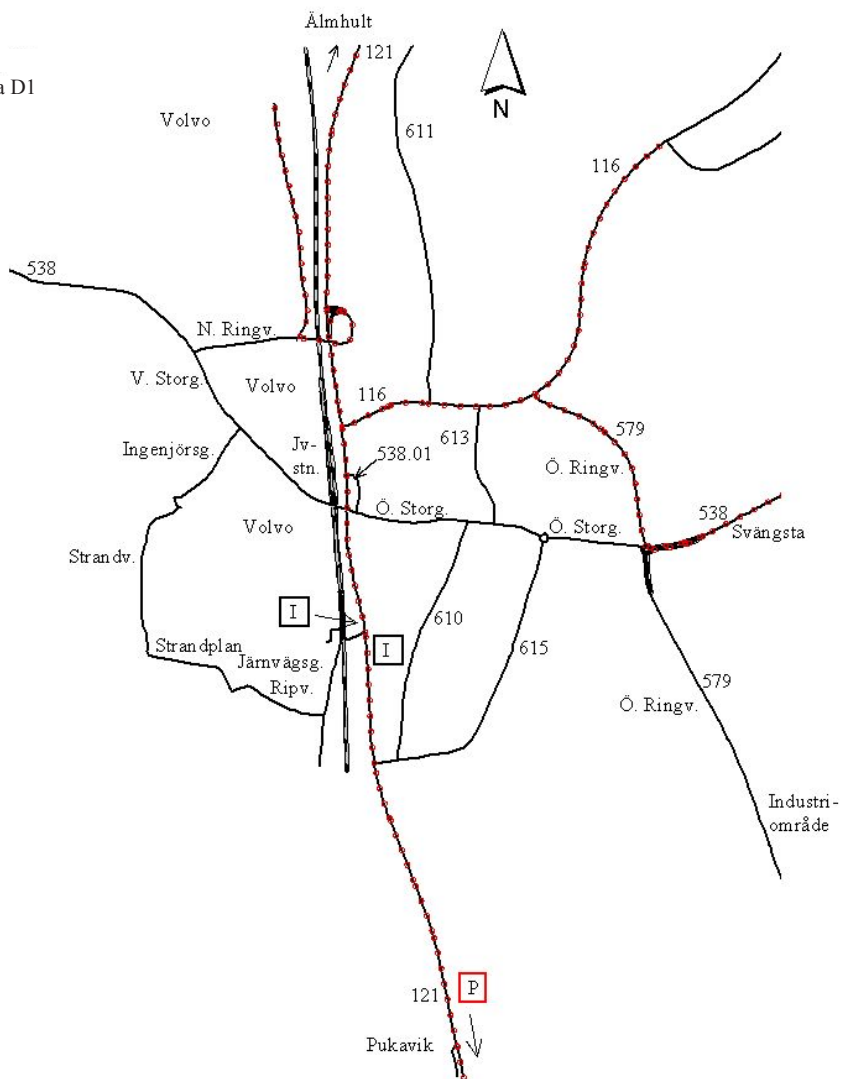 Älmhult
121
a D1
Volvo
N
611
116
538
N. Ringv.
V. Storg.
Volvo
116
613
579
Ingenjörsg.
Jv-
stn.
538.01
Ö. Ringv.
Ö. Storg.
Ö. Storg.
538
Svängsta
Volvo
Strandv.
I
610
I
615
Strandplan
Järnvägsg.
Ripv.
579
Ö. Ringv.
Industri-
område
P
121
Pukavik